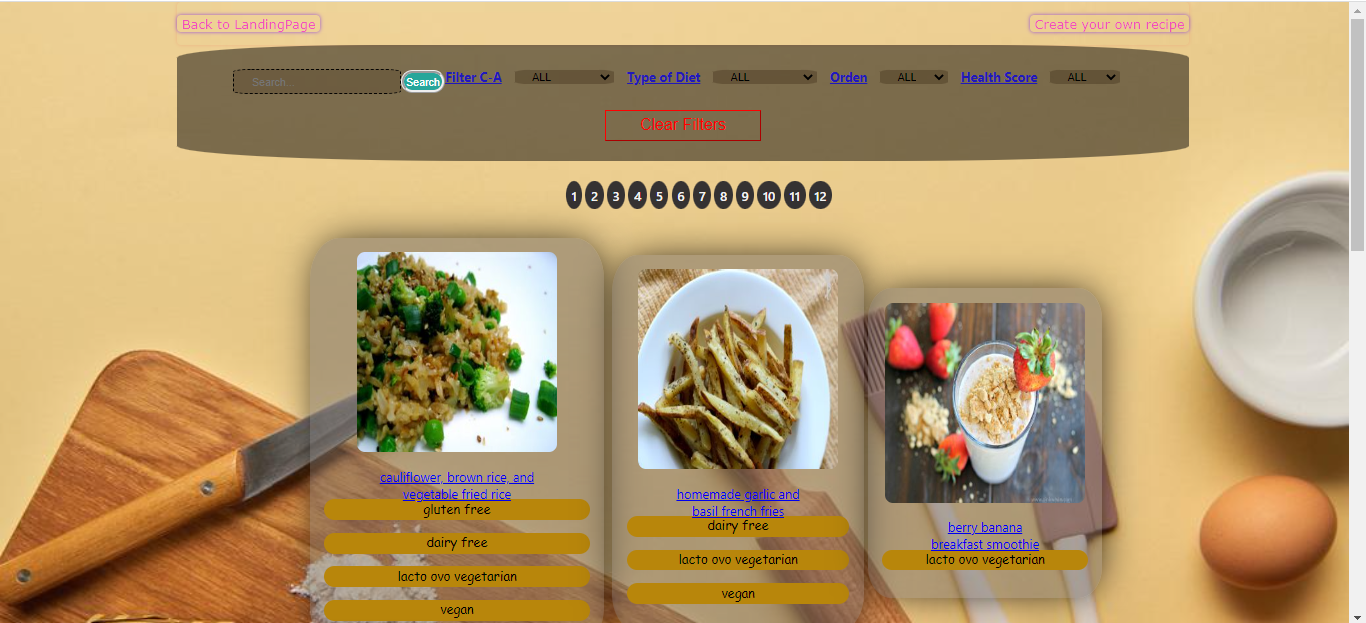 Back to LandingPage
Create your own recipe
Search...
Search
Filter C-A
ALL
Type of Diet
ALL
Orden
ALL
Health Score
ALL
Clear Filters
1 2 3 4 5 6 7 8 9 10 11 12
cauliflower, brown rice, and
vegetable fried rice
gluten free
dairy free
lacto ovo vegetarian
vegan
homemade garlic and
basil french fries
dairy free
lacto ovo vegetarian
vegan
berry banana
breakfast smoothie
lacto ovo vegetarian